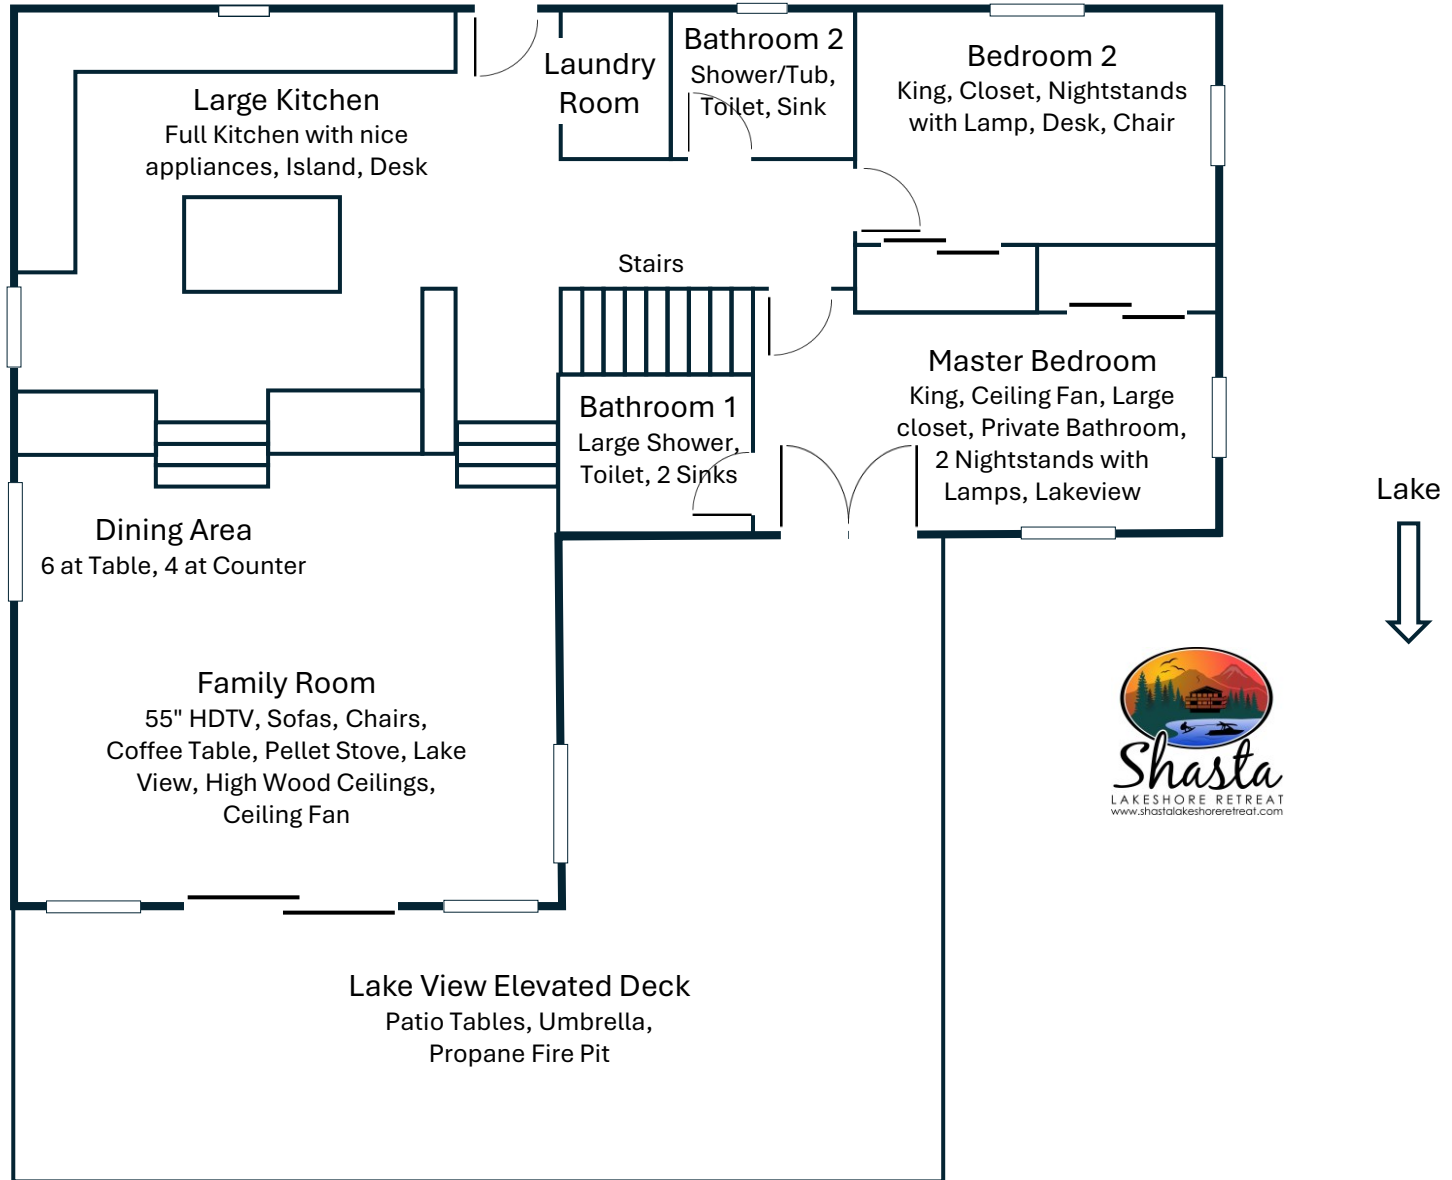 Large Kitchen
Full Kitchen with nice
appliances, Island, Desk
Laundry
Room
Bathroom 2
Shower/Tub,
Toilet, Sink
Bedroom 2
King, Closet, Nightstands
with Lamp, Desk, Chair
Stairs
Bathroom 1
Large Shower,
Toilet, 2 Sinks
Master Bedroom
King, Ceiling Fan, Large
closet, Private Bathroom,
2 Nightstands with
Lamps, Lakeview
Lake
Dining Area
6 at Table, 4 at Counter
Family Room
55" HDTV, Sofas, Chairs,
Coffee Table, Pellet Stove, Lake
View, High Wood Ceilings,
Ceiling Fan
Shasta
LAKESHORE RETREAT
www.shastalakeshoreretreat.com
Lake View Elevated Deck
Patio Tables, Umbrella,
Propane Fire Pit